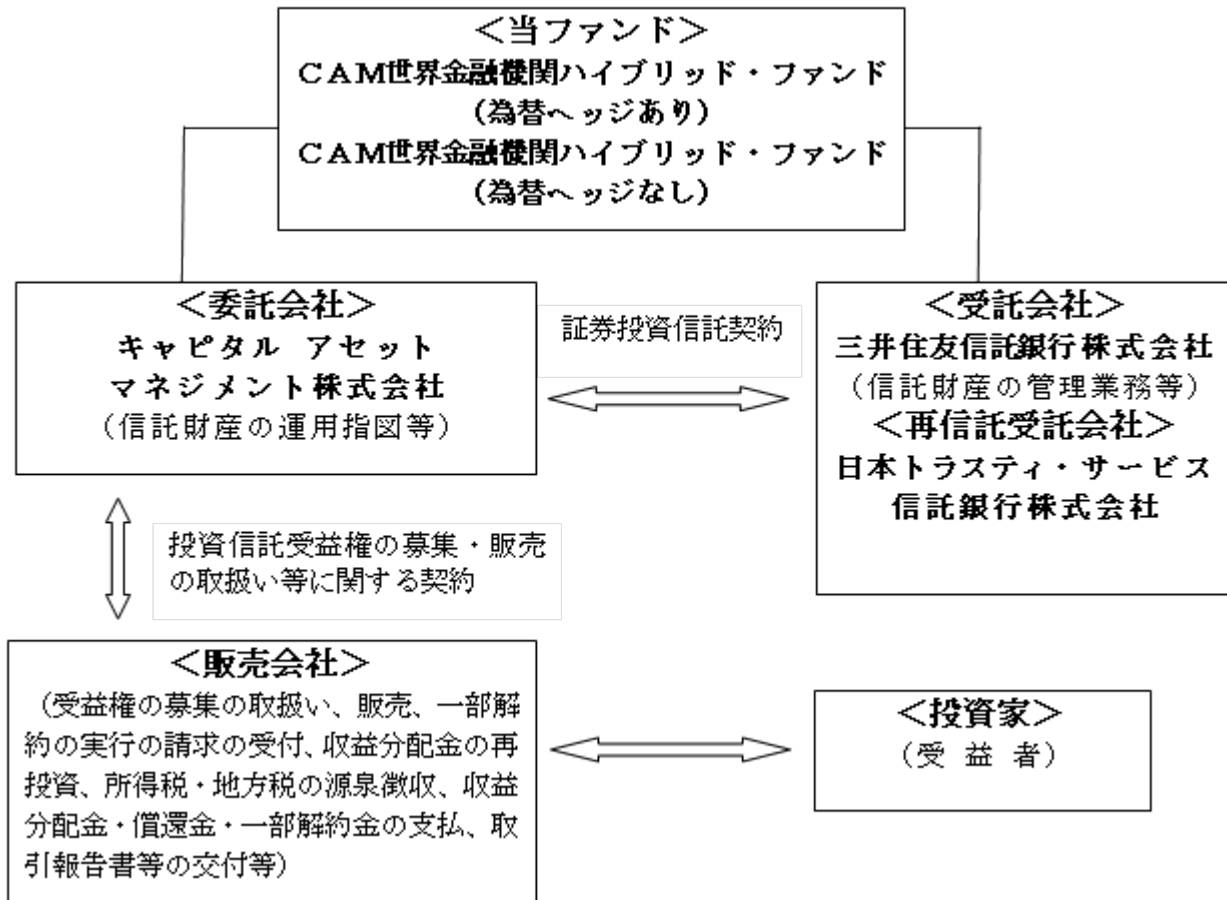 ＜当ファンド＞
ＣＡＭ世界金融機関ハイブリッド・ファンド
（為替ヘッジあり）
ＣＡＭ世界金融機関ハイブリッド・ファンド
（為替ヘッジなし）
＜委託会社＞
キャピタル アセット
マネジメント株式会社
（信託財産の運用指図等）
証券投資信託契約
＜受託会社＞
三井住友信託銀行株式会社
（信託財産の管理業務等）
＜再信託受託会社＞
日本トラスティ・サービス
信託銀行株式会社
投資信託受益権の募集・販売
の取扱い等に関する契約
＜販売会社＞
（受益権の募集の取扱い、販売、一部解
約の実行の請求の受付、収益分配金の再
投資、所得税・地方税の源泉徴収、収益
分配金・償還金・一部解約金の支払、取
引報告書等の交付等）
＜投資家＞
（受 益 者）